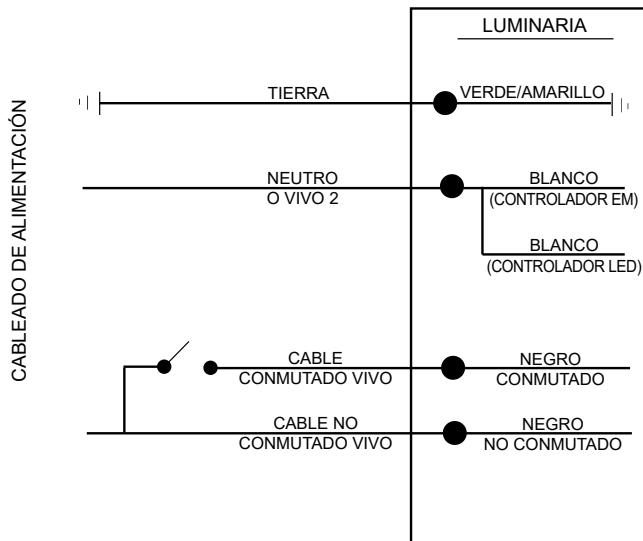 LUMINARIA
CABLEADO DE ALIMENTACIÓN
TIERRA
VERDE/AMARILLO
NEUTRO
O VIVO 2
BLANCO
(CONTROLADOR EM)
BLANCO
(CONTROLADOR LED)
CABLE
CONMUTADO VIVO
NEGRO
CONMUTADO
CABLE NO
CONMUTADO VIVO
NEGRO
NO CONMUTADO